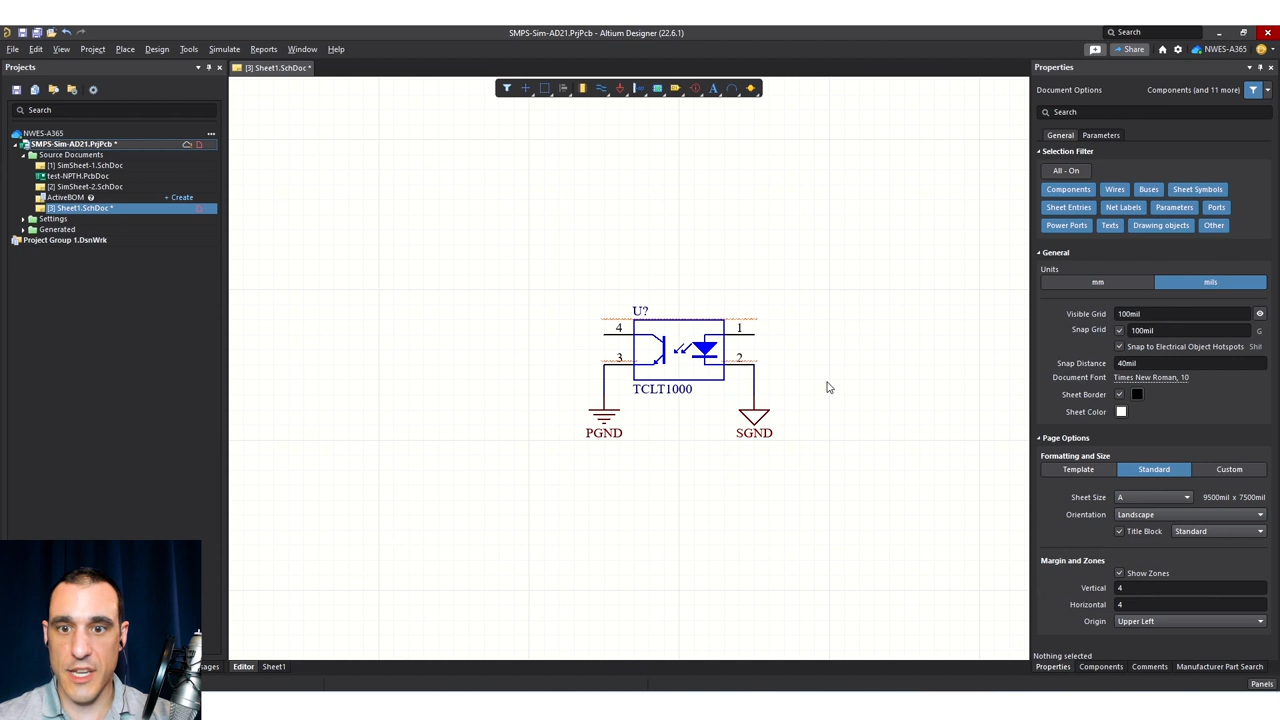 SMPS-Sim-AD21.PrjPcb - Altium Designer (22.6.1)
Search
File Edit View Project Place Design Tools Simulate Reports Window Help
Share
NWES-A365
Projects
[3] Sheet1.SchDoc *
Properties
Document Options
Components (and 11 more)
Search
Search
NWES-A365
SMPS-Sim-AD21.PrjPcb *
Source Documents
[1] SimSheet-1.SchDoc
test-NPTH.PcbDoc
[2] SimSheet-2.SchDoc
ActiveBOM
+ Create
[3] Sheet1.SchDoc *
Settings
Generated
Project Group 1.DsnWrk
General Parameters
Selection Filter
All - On
Components Wires Buses Sheet Symbols
Sheet Entries Net Labels Parameters Ports
Power Ports Texts Drawing objects Other
General
Units
mm mils
Visible Grid 100mil
Snap Grid 100mil G
Snap to Electrical Object Hotspots Shif
Snap Distance 40mil
Document Font Times New Roman, 10
Sheet Border
Sheet Color
Page Options
Formatting and Size
Template Standard Custom
Sheet Size A 9500mil x 7500mil
Orientation Landscape
Title Block Standard
Margin and Zones
Show Zones
Vertical 4
Horizontal 4
Origin Upper Left
Nothing selected
U?
4 1
3 2
TCLT1000
PGND SGND
ssages Editor Sheet1
Properties Components Comments Manufacturer Part Search
Panels